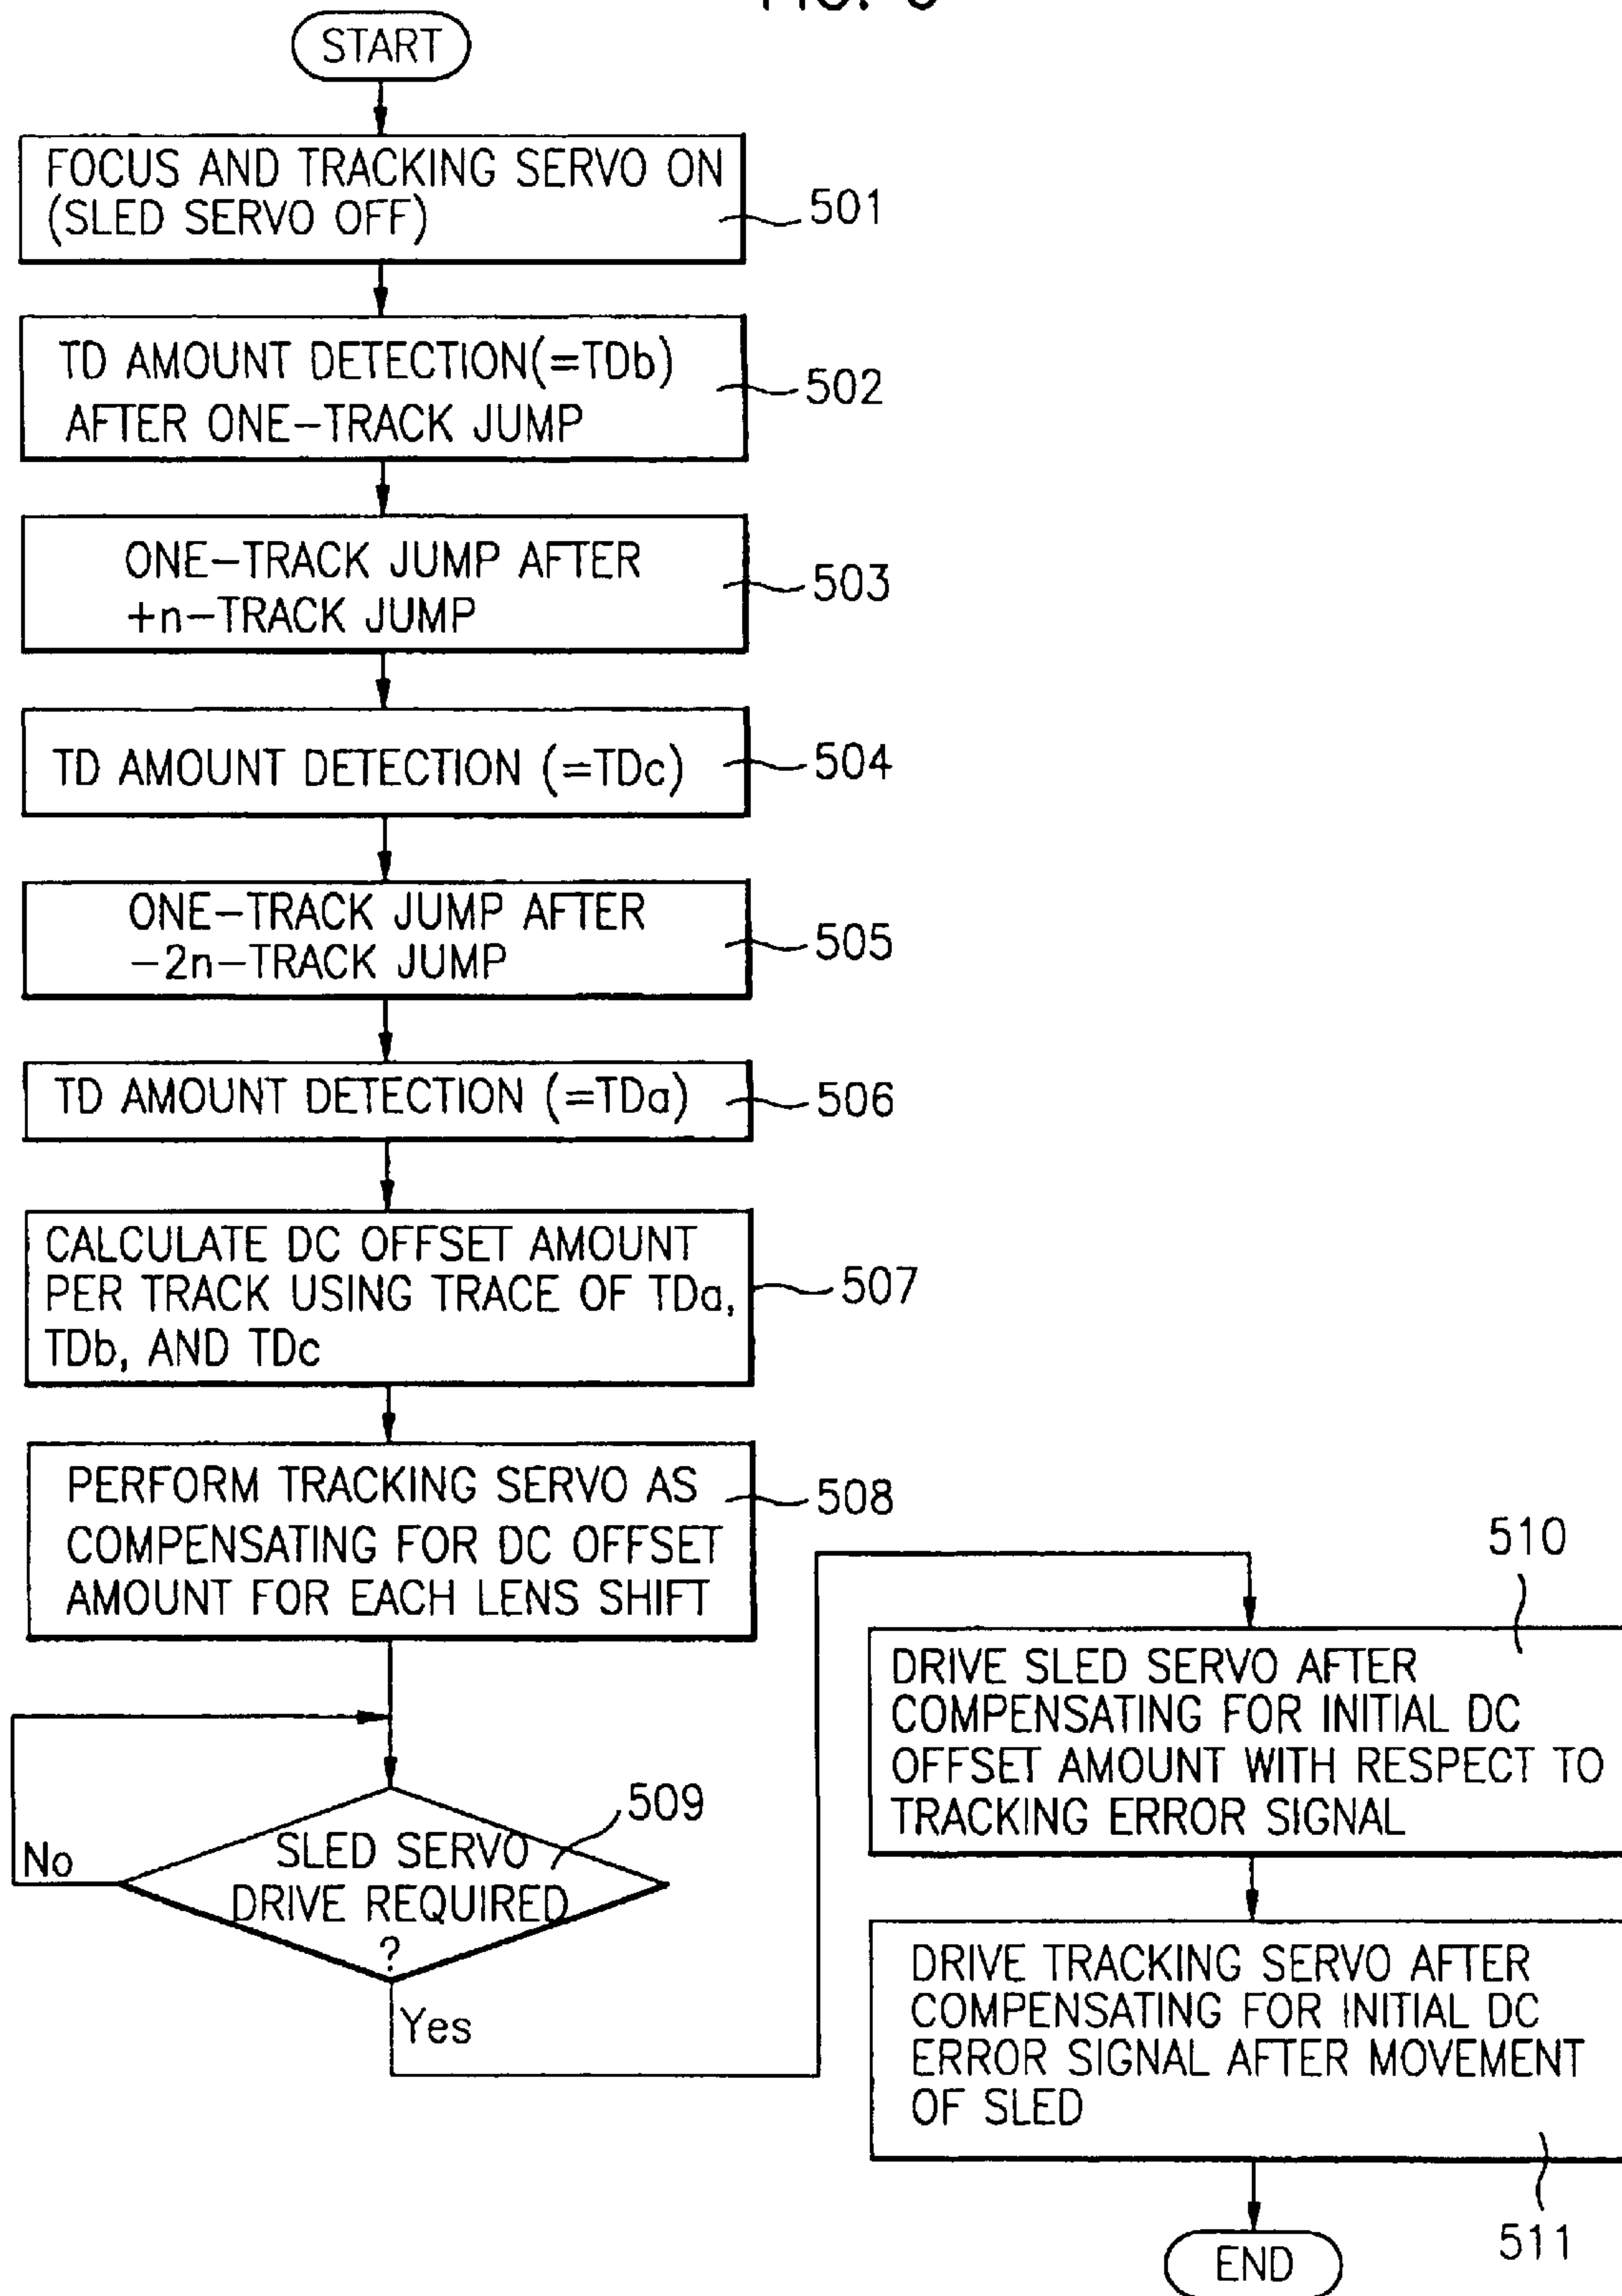 START
FOCUS AND TRACKING SERVO ON
(SLED SERVO OFF)
501
TD AMOUNT DETECTION(=TDb)
AFTER ONE-TRACK JUMP
502
ONE-TRACK JUMP AFTER
+n-TRACK JUMP
503
TD AMOUNT DETECTION (=TDc)
504
ONE-TRACK JUMP AFTER
-2n-TRACK JUMP
505
TD AMOUNT DETECTION (=TDa)
506
CALCULATE DC OFFSET AMOUNT
PER TRACK USING TRACE OF TDa,
TDb, AND TDc
507
PERFORM TRACKING SERVO AS
COMPENSATING FOR DC OFFSET
AMOUNT FOR EACH LENS SHIFT
508
SLED SERVO
DRIVE REQUIRED
?
509
No
Yes
510
DRIVE SLED SERVO AFTER
COMPENSATING FOR INITIAL DC
OFFSET AMOUNT WITH RESPECT TO
TRACKING ERROR SIGNAL
DRIVE TRACKING SERVO AFTER
COMPENSATING FOR INITIAL DC
ERROR SIGNAL AFTER MOVEMENT
OF SLED
511
END